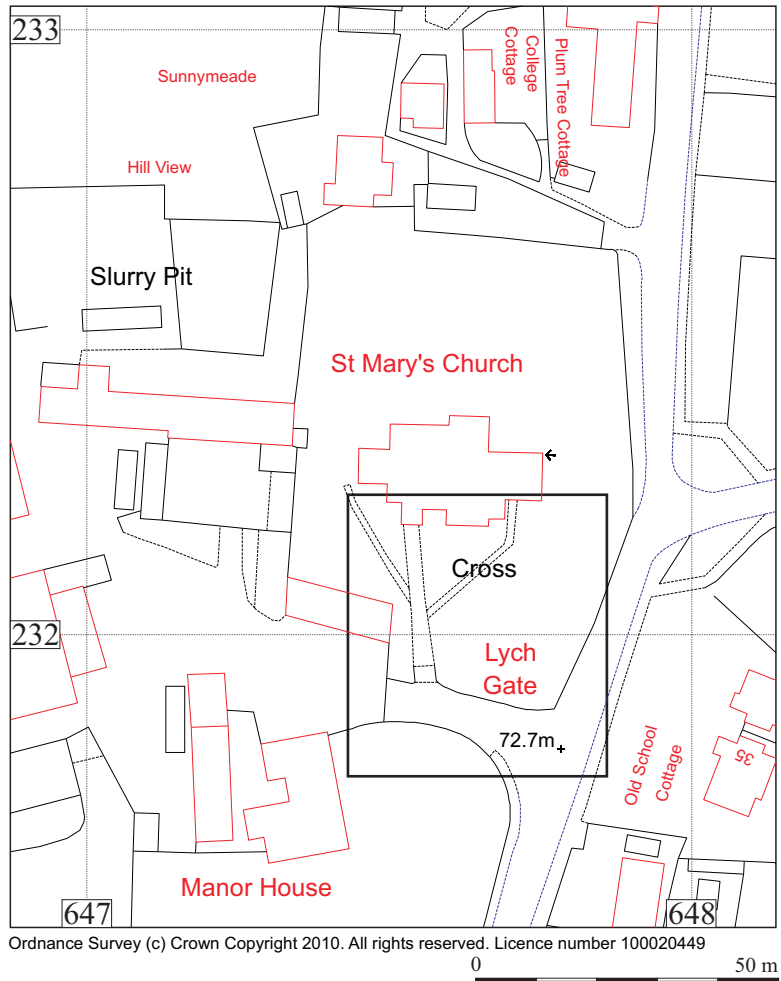 233
Sunnymeade
College
Cottage
Plum Tree Cottage
Hill View
Slurry Pit
St Mary's Church
Cross
232
Lych
Gate
72.7m
Old School
Cottage
35
Manor House
647
648
Ordnance Survey (c) Crown Copyright 2010. All rights reserved. Licence number 100020449
0
50 m